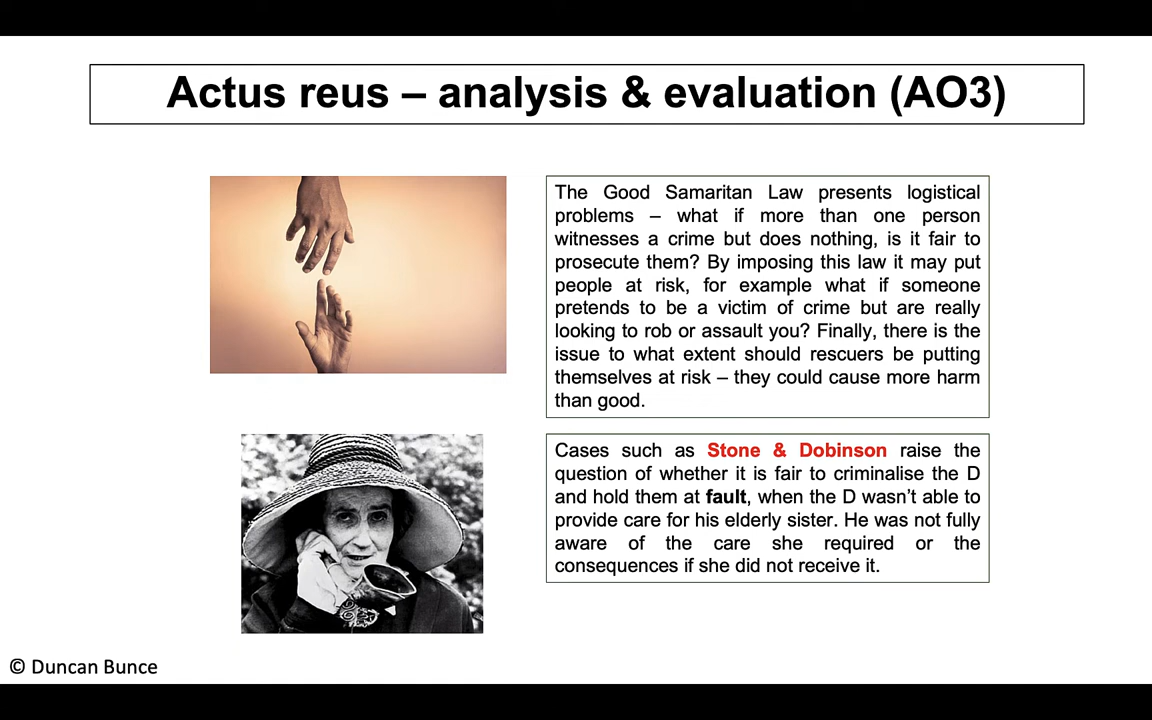 Actus reus – analysis & evaluation (AO3)
The Good Samaritan Law presents logistical
problems – what if more than one person
witnesses a crime but does nothing, is it fair to
prosecute them? By imposing this law it may put
people at risk, for example what if someone
pretends to be a victim of crime but are really
looking to rob or assault you? Finally, there is the
issue to what extent should rescuers be putting
themselves at risk – they could cause more harm
than good.
Cases such as Stone & Dobinson raise the
question of whether it is fair to criminalise the D
and hold them at fault, when the D wasn’t able to
provide care for his elderly sister. He was not fully
aware of the care she required or the
consequences if she did not receive it.
© Duncan Bunce